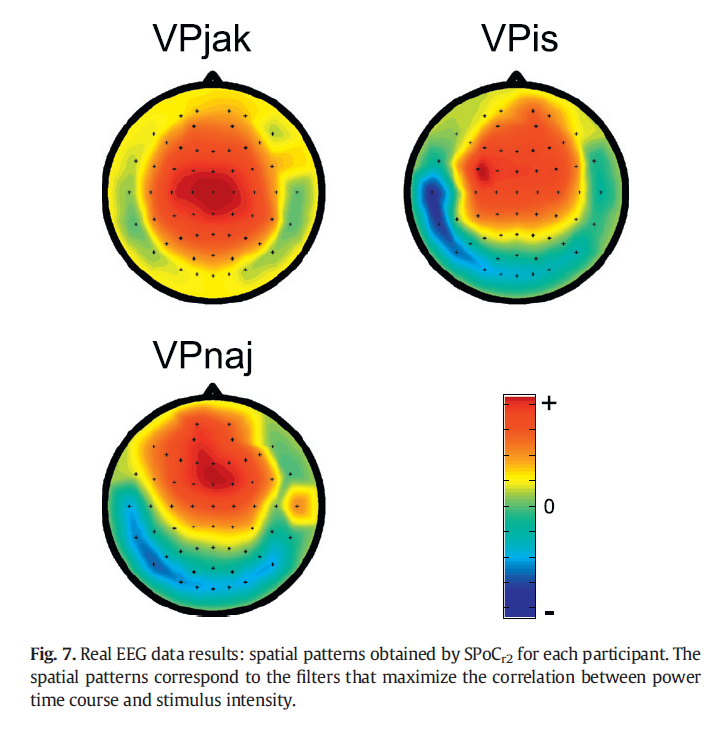 VPjak
VPis
VPnaj
+
0
-
Fig. 7. Real EEG data results: spatial patterns obtained by SPoCr2 for each participant. The
spatial patterns correspond to the filters that maximize the correlation between power
time course and stimulus intensity.